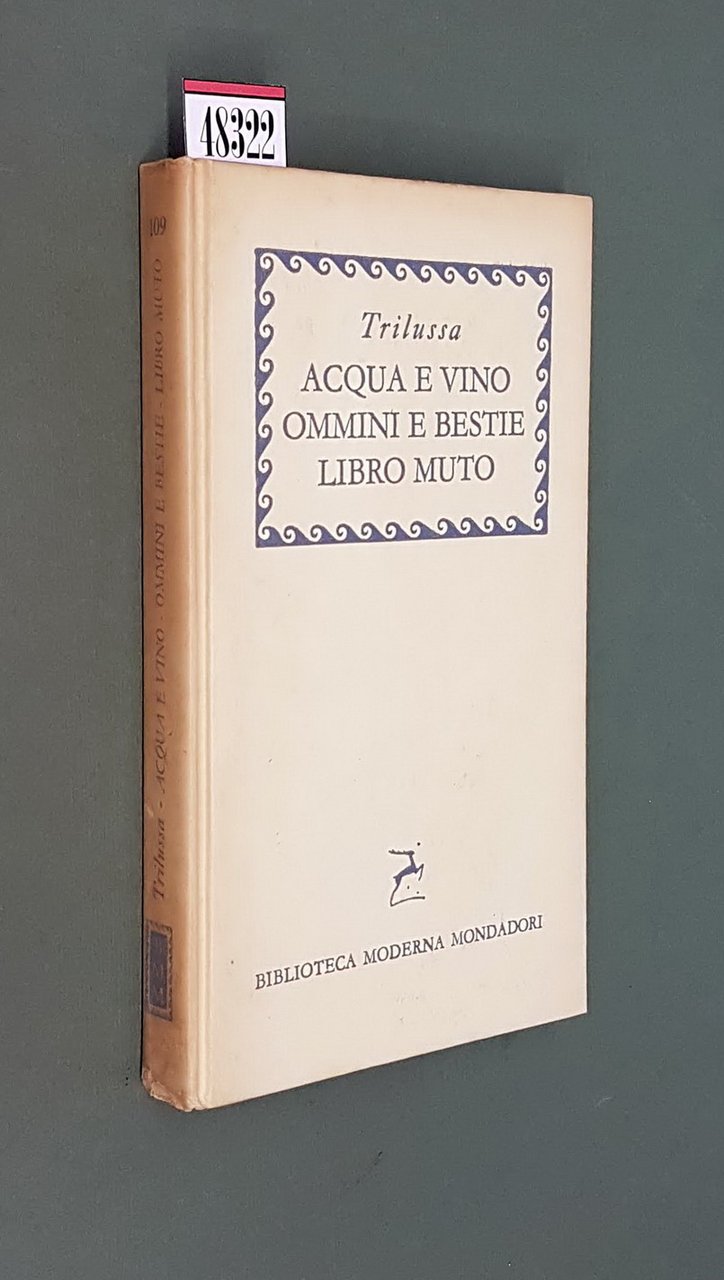 48322
109
Trilussa - ACQUA E VINO - OMMINI E BESTIE - LIBRO MUTO
Trilussa
ACQUA E VINO
OMMINI E BESTIE
LIBRO MUTO
BIBLIOTECA MODERNA MONDADORI